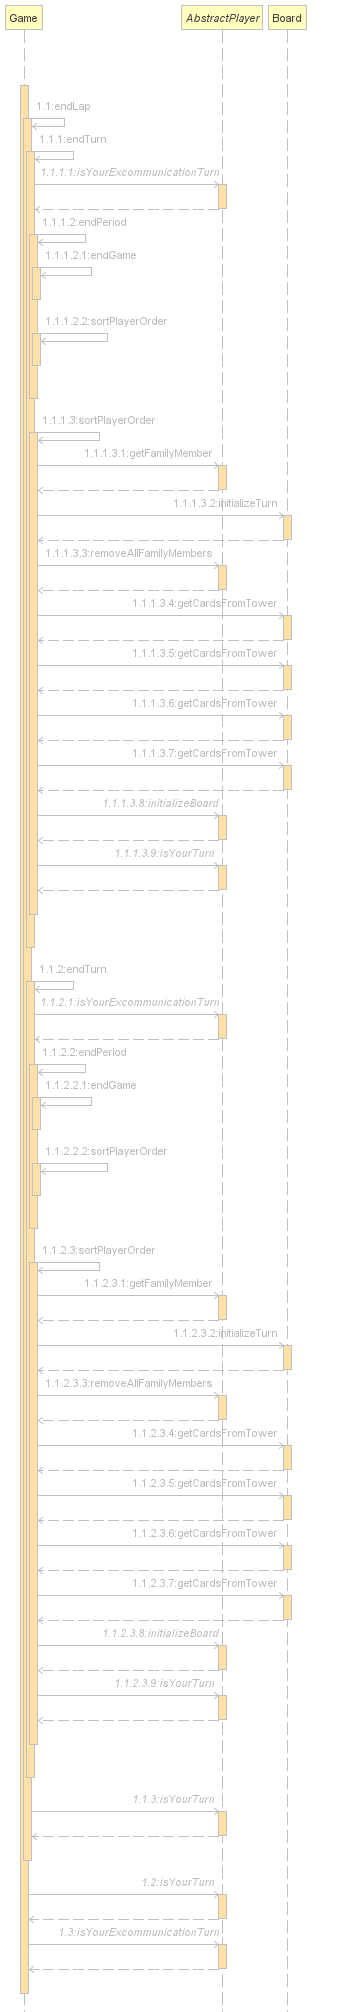 Game
AbstractPlayer
Board
1.1:endLap
1.1.1:endTurn
1.1.1.1:isYourExcommunicationTurn
1.1.1.2:endPeriod
1.1.1.2.1:endGame
1.1.1.2.2:sortPlayerOrder
1.1.1.3:sortPlayerOrder
1.1.1.3.1:getFamilyMember
1.1.1.3.2:initializeTurn
1.1.1.3.3:removeAllFamilyMembers
1.1.1.3.4:getCardsFromTower
1.1.1.3.5:getCardsFromTower
1.1.1.3.6:getCardsFromTower
1.1.1.3.7:getCardsFromTower
1.1.1.3.8:initializeBoard
1.1.1.3.9:isYourTurn
1.1.2:endTurn
1.1.2.1:isYourExcommunicationTurn
1.1.2.2:endPeriod
1.1.2.2.1:endGame
1.1.2.2.2:sortPlayerOrder
1.1.2.3:sortPlayerOrder
1.1.2.3.1:getFamilyMember
1.1.2.3.2:initializeTurn
1.1.2.3.3:removeAllFamilyMembers
1.1.2.3.4:getCardsFromTower
1.1.2.3.5:getCardsFromTower
1.1.2.3.6:getCardsFromTower
1.1.2.3.7:getCardsFromTower
1.1.2.3.8:initializeBoard
1.1.2.3.9:isYourTurn
1.1.3:isYourTurn
1.2:isYourTurn
1.3:isYourExcommunicationTurn